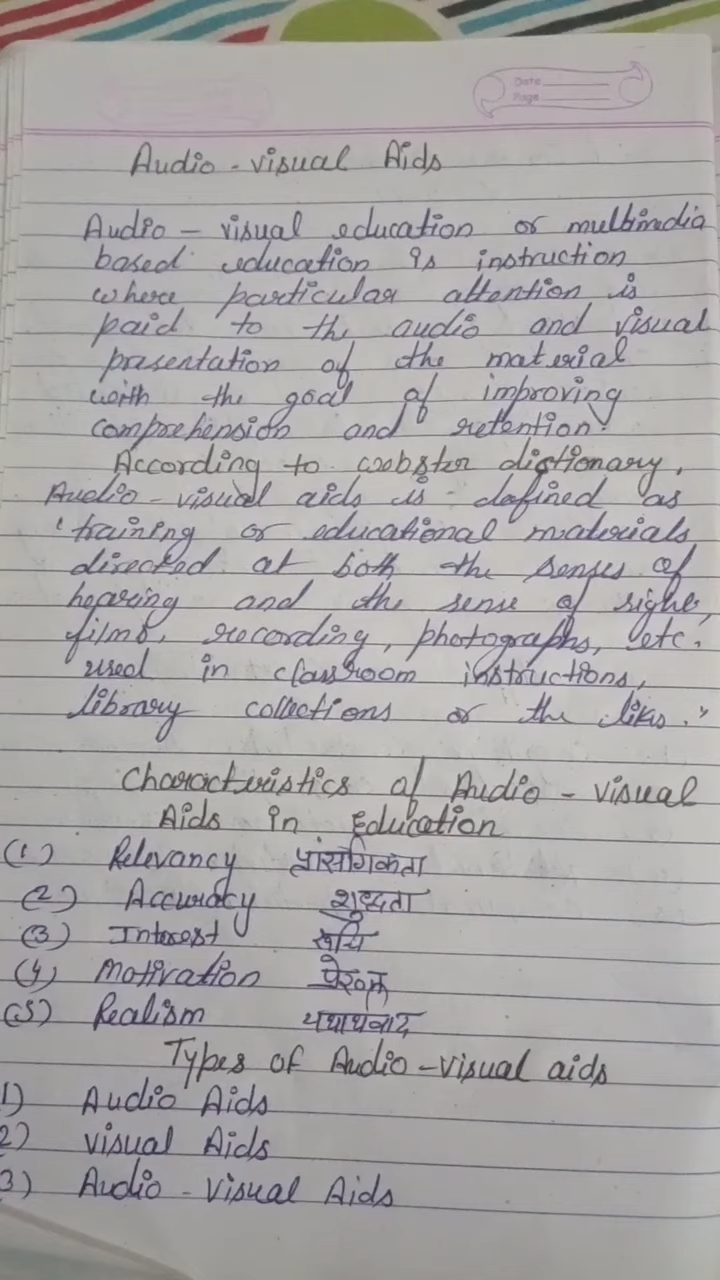 Date
Page
Audio - visual Aids
Audio - visual education or multimedia
based education is instruction
where particular attention is
paid to the audio and visual
presentation of the material
with the goal of improving
comprehension and retention.
According to webster dictionary,
Audio - visual aids is defined as
'training or educational materials
directed at both the senses of
hearing and the sense of sight,
films, recording, photographs, etc.
used in classroom instructions,
library collections or the likes."
Characteristics of Audio - visual
Aids in Education
(1) Relevancy प्रासंगिकता
(2) Accuracy शुद्धता
(3) Interest रूचि
(4) Motivation प्रेरणा
(5) Realism यथार्थवाद
Types of Audio - visual aids
1) Audio Aids
2) visual Aids
3) Audio - visual Aids